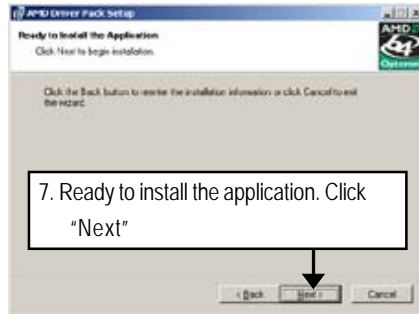 AMD Driver Pack Setup
Ready to Install the Application
Click Next to begin installation.
AMD
Opteron
Click the Back button to reenter the installation information or click Cancel to exit
the wizard.
7. Ready to install the application. Click
“Next”
< Back
Next >
Cancel